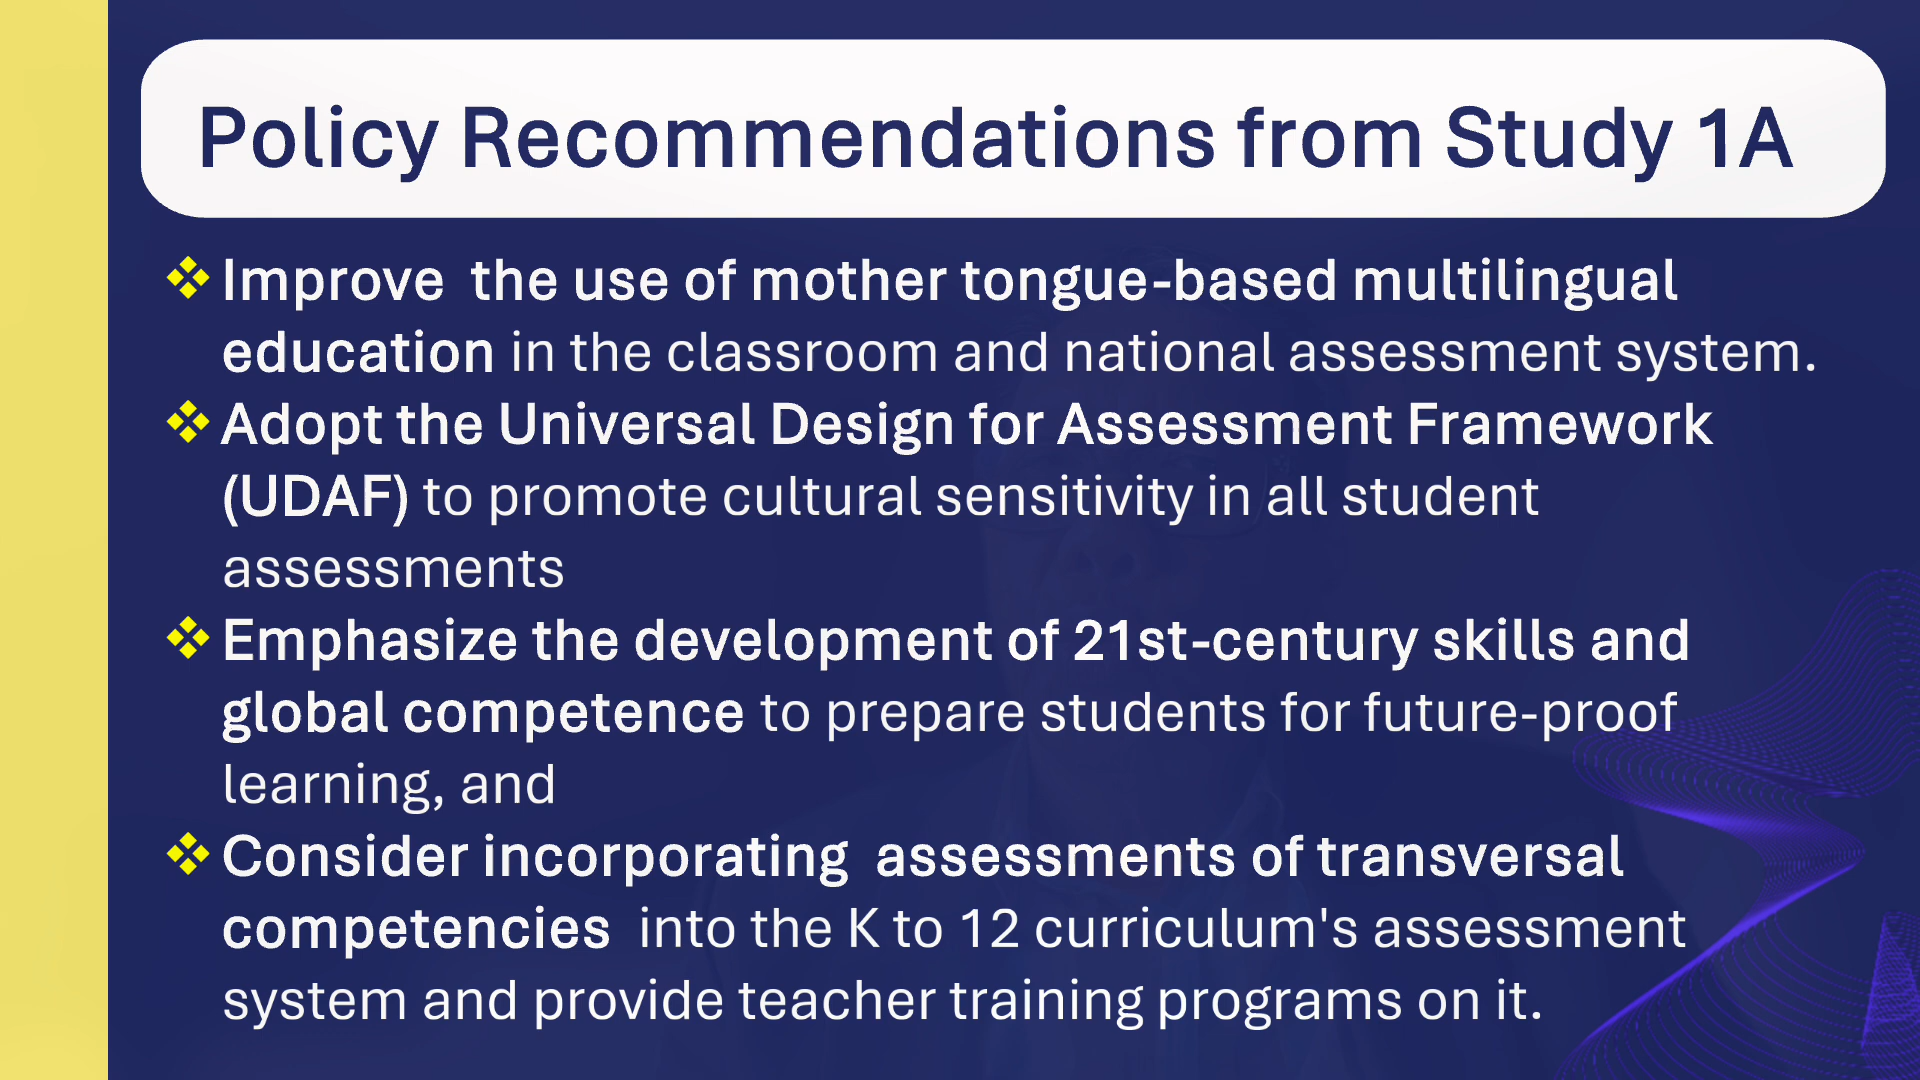 Policy Recommendations from Study 1A
❖ Improve  the use of mother tongue-based multilingual
education in the classroom and national assessment system.
❖ Adopt the Universal Design for Assessment Framework
(UDAF) to promote cultural sensitivity in all student
assessments
❖ Emphasize the development of 21st-century skills and
global competence to prepare students for future-proof
learning, and
❖ Consider incorporating  assessments of transversal
competencies  into the K to 12 curriculum's assessment
system and provide teacher training programs on it.